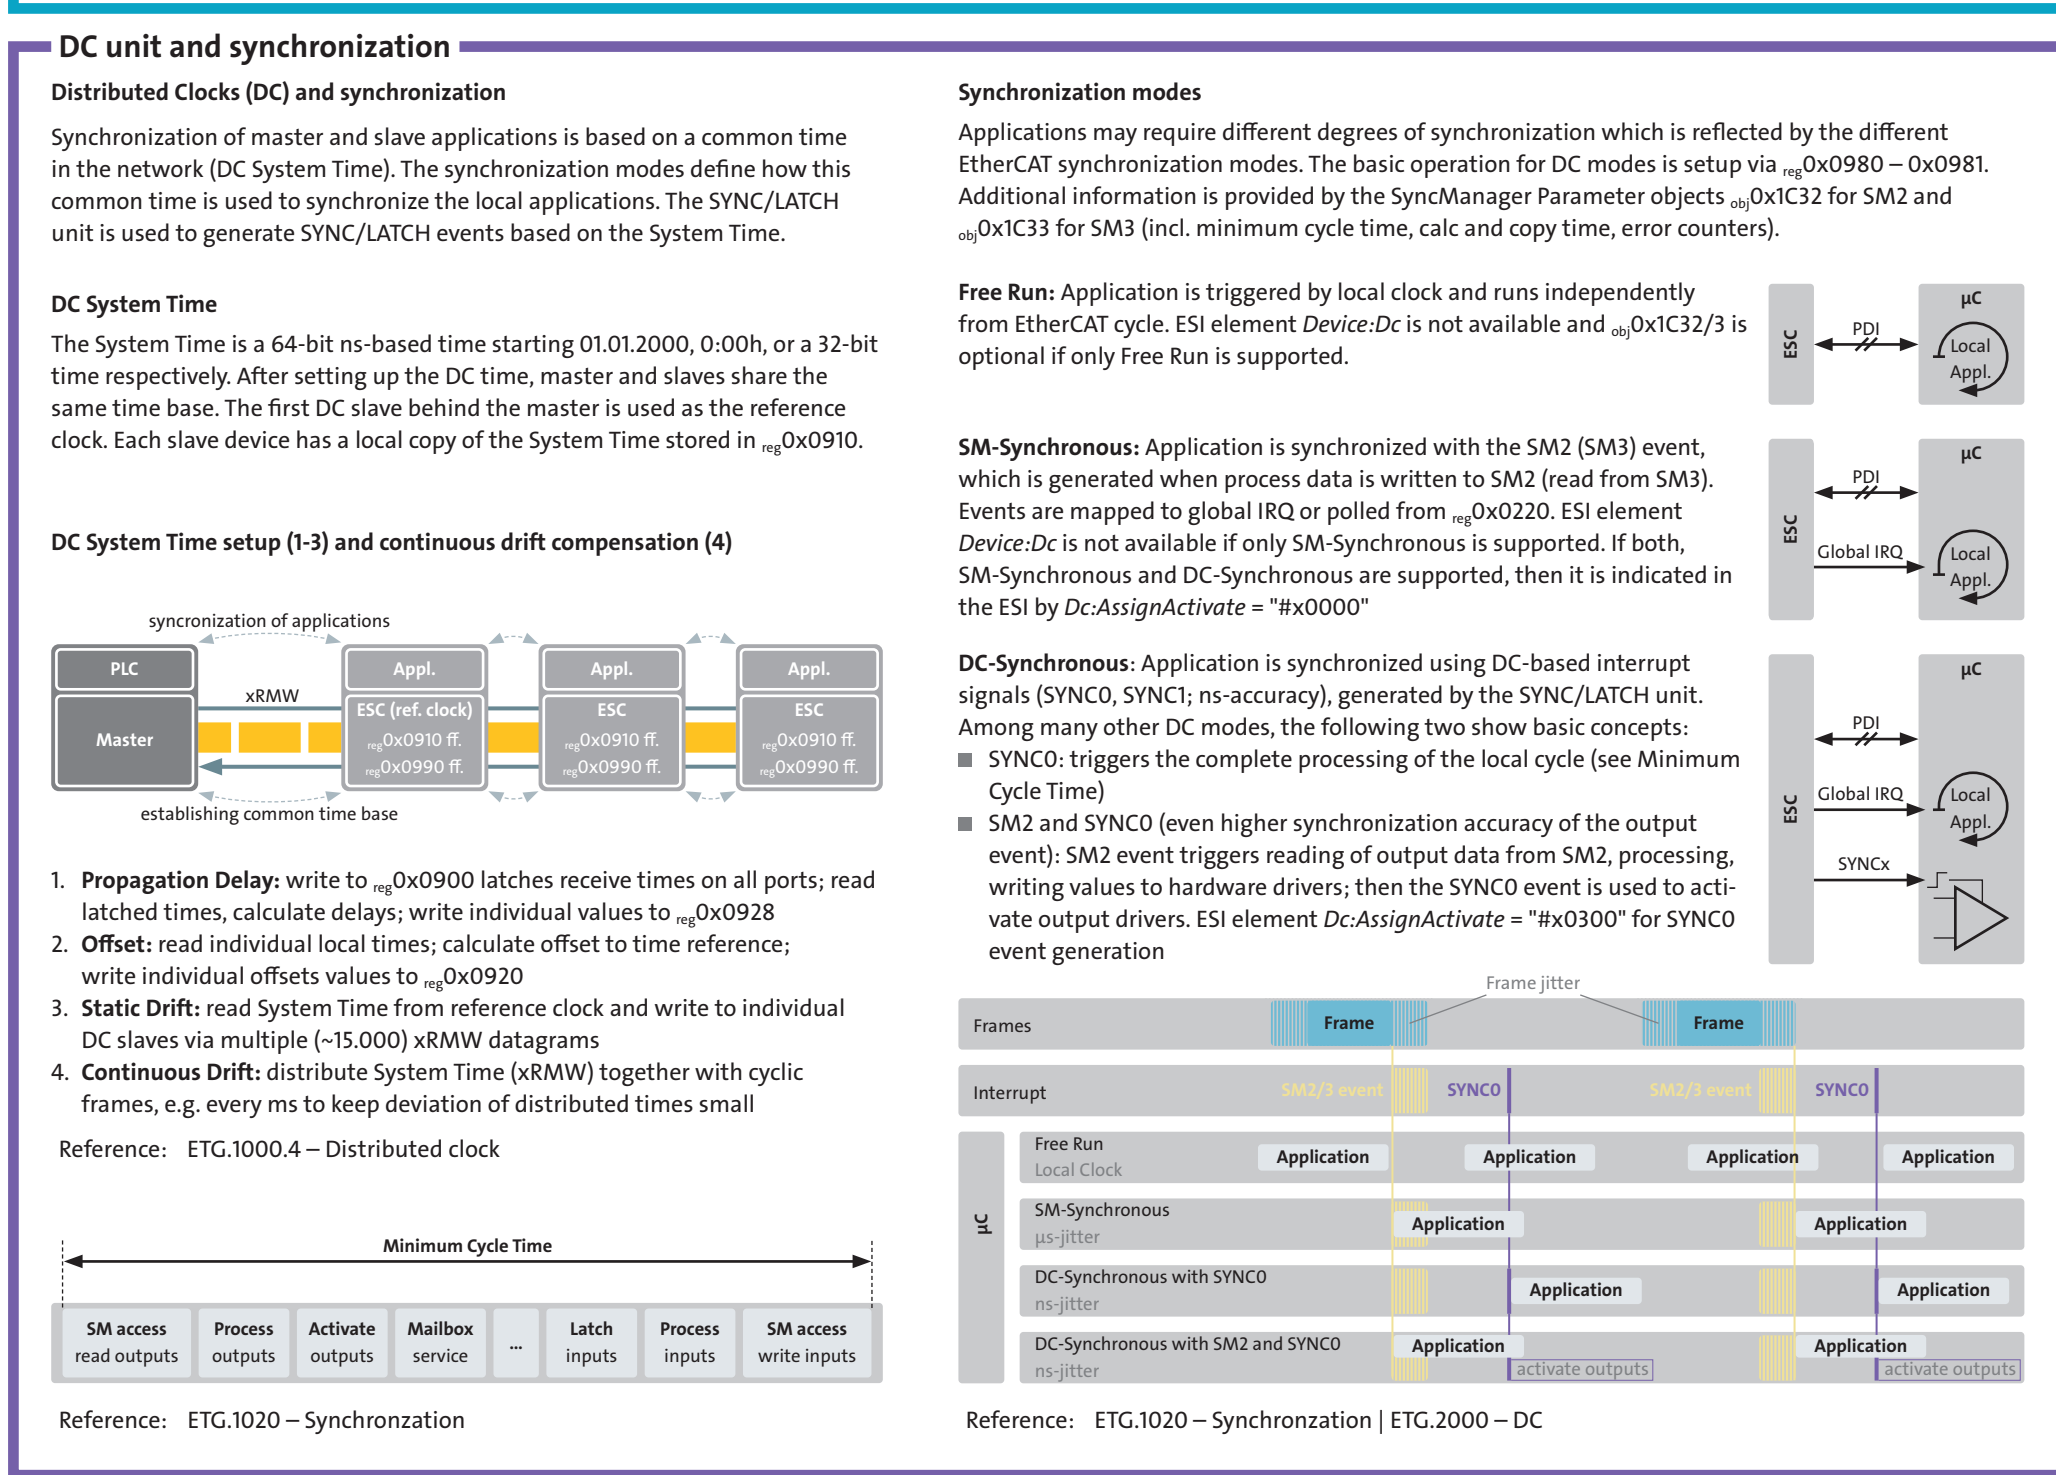 DC unit and synchronization
Distributed Clocks (DC) and synchronization
Synchronization of master and slave applications is based on a common time
in the network (DC System Time). The synchronization modes define how this
common time is used to synchronize the local applications. The SYNC/LATCH
unit is used to generate SYNC/LATCH events based on the System Time.
DC System Time
The System Time is a 64-bit ns-based time starting 01.01.2000, 0:00h, or a 32-bit
time respectively. After setting up the DC time, master and slaves share the
same time base. The first DC slave behind the master is used as the reference
clock. Each slave device has a local copy of the System Time stored in reg0x0910.
DC System Time setup (1-3) and continuous drift compensation (4)
syncronization of applications
PLC
Appl.
Appl.
Appl.
xRMW
Master
ESC (ref. clock)
reg0x0910 ff.
reg0x0990 ff.
ESC
reg0x0910 ff.
reg0x0990 ff.
ESC
reg0x0910 ff.
reg0x0990 ff.
establishing common time base
1. Propagation Delay: write to reg0x0900 latches receive times on all ports; read
latched times, calculate delays; write individual values to reg0x0928
2. Offset: read individual local times; calculate offset to time reference;
write individual offsets values to reg0x0920
3. Static Drift: read System Time from reference clock and write to individual
DC slaves via multiple (~15.000) xRMW datagrams
4. Continuous Drift: distribute System Time (xRMW) together with cyclic
frames, e.g. every ms to keep deviation of distributed times small
Reference: ETG.1000.4 – Distributed clock
Minimum Cycle Time
SM access
read outputs
Process
outputs
Activate
outputs
Mailbox
service
...
Latch
inputs
Process
inputs
SM access
write inputs
Reference: ETG.1020 – Synchronzation
Synchronization modes
Applications may require different degrees of synchronization which is reflected by the different
EtherCAT synchronization modes. The basic operation for DC modes is setup via reg0x0980 – 0x0981.
Additional information is provided by the SyncManager Parameter objects obj0x1C32 for SM2 and
obj0x1C33 for SM3 (incl. minimum cycle time, calc and copy time, error counters).
Free Run: Application is triggered by local clock and runs independently
from EtherCAT cycle. ESI element Device:Dc is not available and obj0x1C32/3 is
optional if only Free Run is supported.
ESC
PDI
µC
Local
Appl.
SM-Synchronous: Application is synchronized with the SM2 (SM3) event,
which is generated when process data is written to SM2 (read from SM3).
Events are mapped to global IRQ or polled from reg0x0220. ESI element
Device:Dc is not available if only SM-Synchronous is supported. If both,
SM-Synchronous and DC-Synchronous are supported, then it is indicated in
the ESI by Dc:AssignActivate = "#x0000"
ESC
PDI
Global IRQ
µC
Local
Appl.
DC-Synchronous: Application is synchronized using DC-based interrupt
signals (SYNC0, SYNC1; ns-accuracy), generated by the SYNC/LATCH unit.
Among many other DC modes, the following two show basic concepts:
SYNC0: triggers the complete processing of the local cycle (see Minimum
Cycle Time)
SM2 and SYNC0 (even higher synchronization accuracy of the output
event): SM2 event triggers reading of output data from SM2, processing,
writing values to hardware drivers; then the SYNC0 event is used to acti-
vate output drivers. ESI element Dc:AssignActivate = "#x0300" for SYNC0
event generation
ESC
PDI
Global IRQ
SYNCx
µC
Local
Appl.
Frame jitter
Frames
Frame
Frame
Interrupt
SM2/3 event
SYNC0
SM2/3 event
SYNC0
µC
Free Run
Local Clock
Application
Application
Application
Application
SM-Synchronous
µs-jitter
Application
Application
DC-Synchronous with SYNC0
ns-jitter
Application
Application
DC-Synchronous with SM2 and SYNC0
ns-jitter
Application
activate outputs
Application
activate outputs
Reference: ETG.1020 – Synchronzation | ETG.2000 – DC